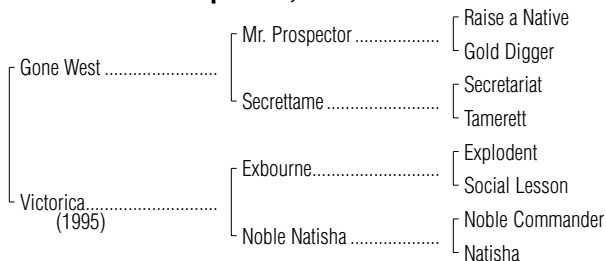 Raise a Native
Mr. Prospector ....................
Gold Digger
Gone West ...........................
Secretariat
Secrettame ...........................
Tamerett
Explodent
Exbourne..............................
Social Lesson
Victorica................................
(1995)
Noble Commander
Noble Natisha ......................
Natisha